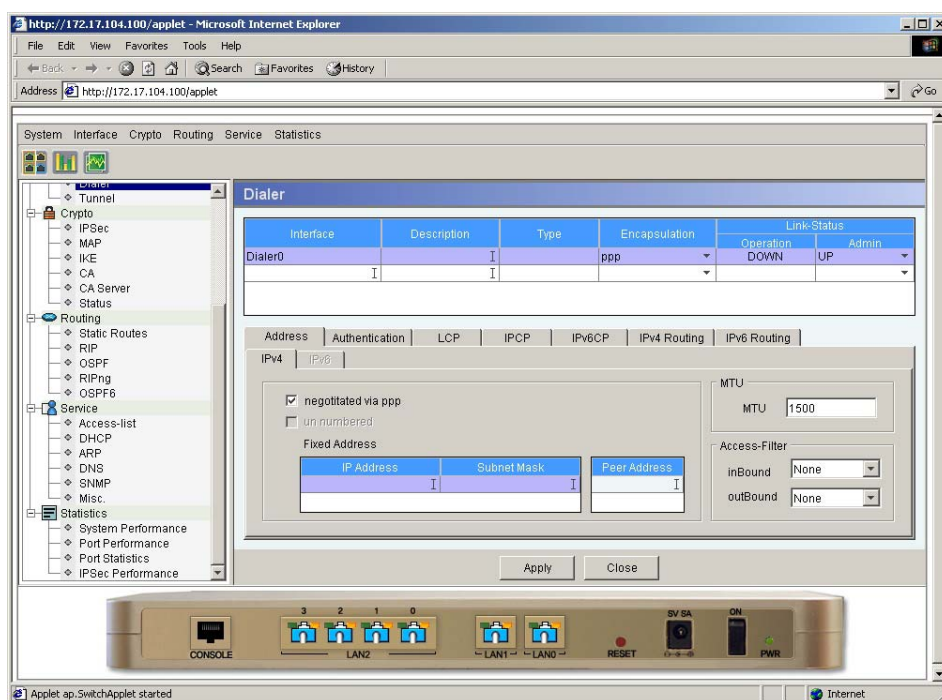 http://172.17.104.100/applet - Microsoft Internet Explorer
File Edit View Favorites Tools Help
Back Search Favorites History
Address http://172.17.104.100/applet Go
System Interface Crypto Routing Service Statistics
Dialer
Tunnel
Crypto
IPSec
MAP
IKE
CA
CA Server
Status
Routing
Static Routes
RIP
OSPF
RIPng
OSPF6
Service
Access-list
DHCP
ARP
DNS
SNMP
Misc.
Statistics
System Performance
Port Performance
Port Statistics
IPSec Performance
Dialer
Interface Description Type Encapsulation Link-Status
Operation Admin
Dialer0 ppp DOWN UP
Address Authentication LCP IPCP IPv6CP IPv4 Routing IPv6 Routing
IPv4 IPv6
negotitated via ppp
un numbered
Fixed Address
IP Address Subnet Mask Peer Address
MTU
MTU 1500
Access-Filter
inBound None
outBound None
Apply Close
3 2 1 0 5V 5A ON
CONSOLE LAN2 LAN1 LAN0 RESET PWR
Applet ap.SwitchApplet started Internet